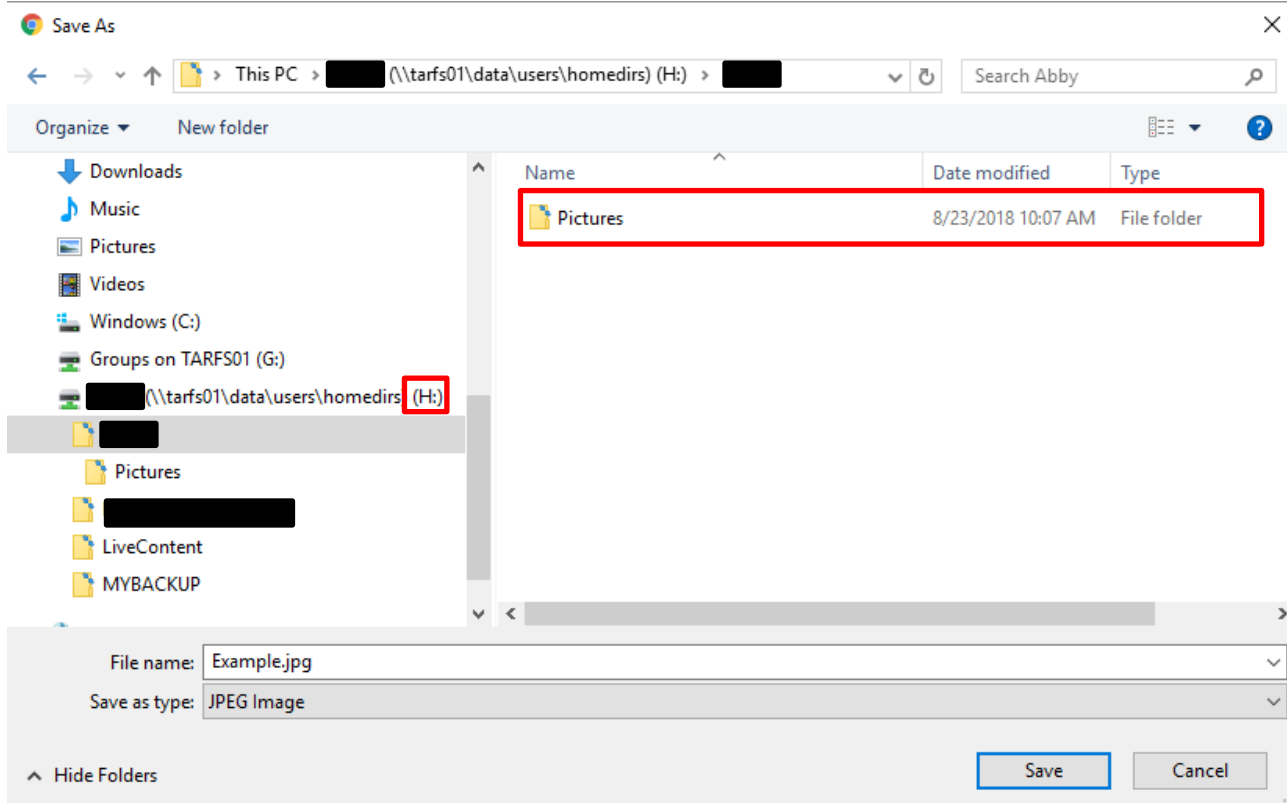 Save As
This PC > (\\tarfs01\data\users\homedirs) (H:) >
Search Abby
Organize
New folder
?
Downloads
Music
Pictures
Videos
Windows (C:)
Groups on TARFS01 (G:)
(\\tarfs01\data\users\homedirs (H:)
Pictures
LiveContent
MYBACKUP
Name Date modified Type
Pictures 8/23/2018 10:07 AM File folder
File name: Example.jpg
Save as type: JPEG Image
Hide Folders
Save
Cancel